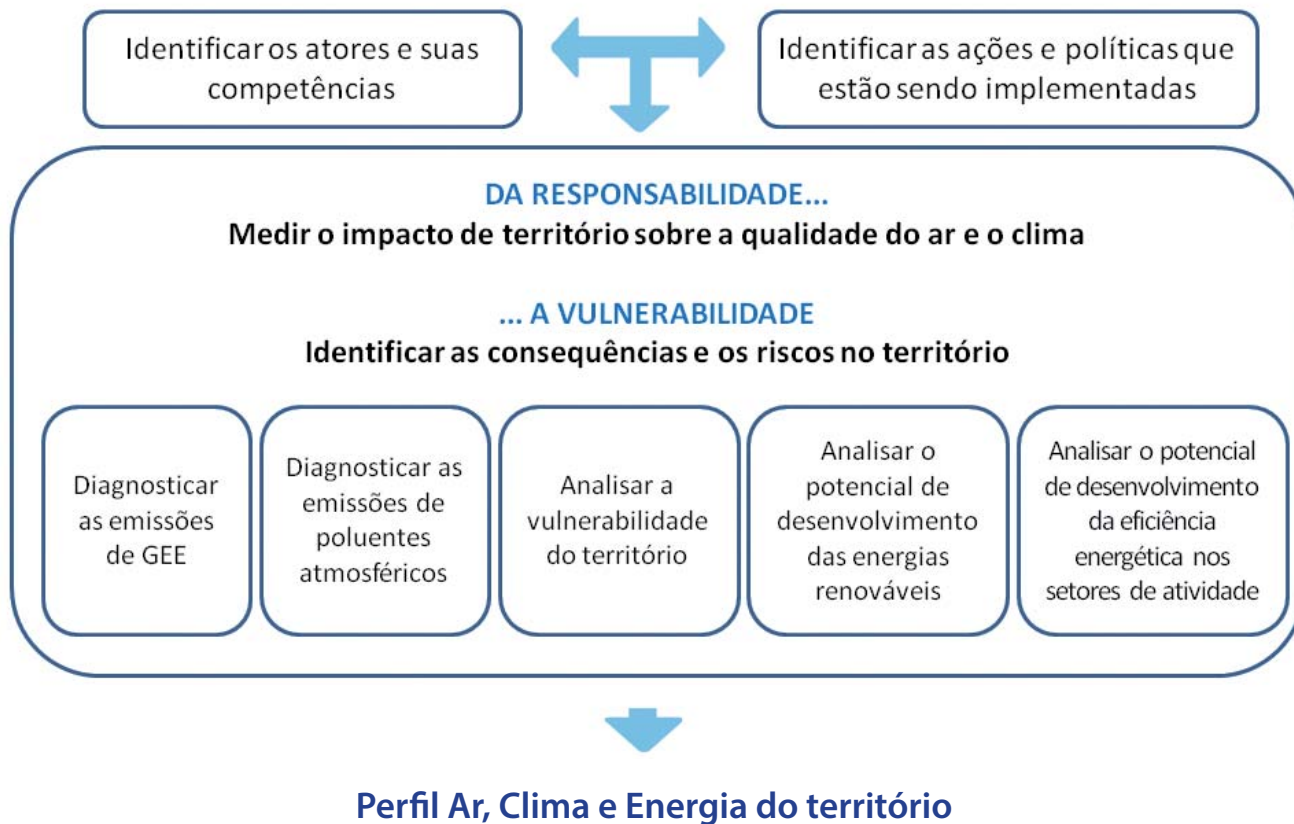 Identificar os atores e suas
competências
Identificar as ações e políticas que
estão sendo implementadas
DA RESPONSABILIDADE...
Medir o impacto de território sobre a qualidade do ar e o clima
... A VULNERABILIDADE
Identificar as consequências e os riscos no território
Diagnosticar
as emissões
de GEE
Diagnosticar as
emissões de
poluentes
atmosféricos
Analisar a
vulnerabilidade
do território
Analisar o
potencial de
desenvolvimento
das energias
renováveis
Analisar o potencial
de desenvolvimento
da eficiência
energética nos
setores de atividade
Perfil Ar, Clima e Energia do território